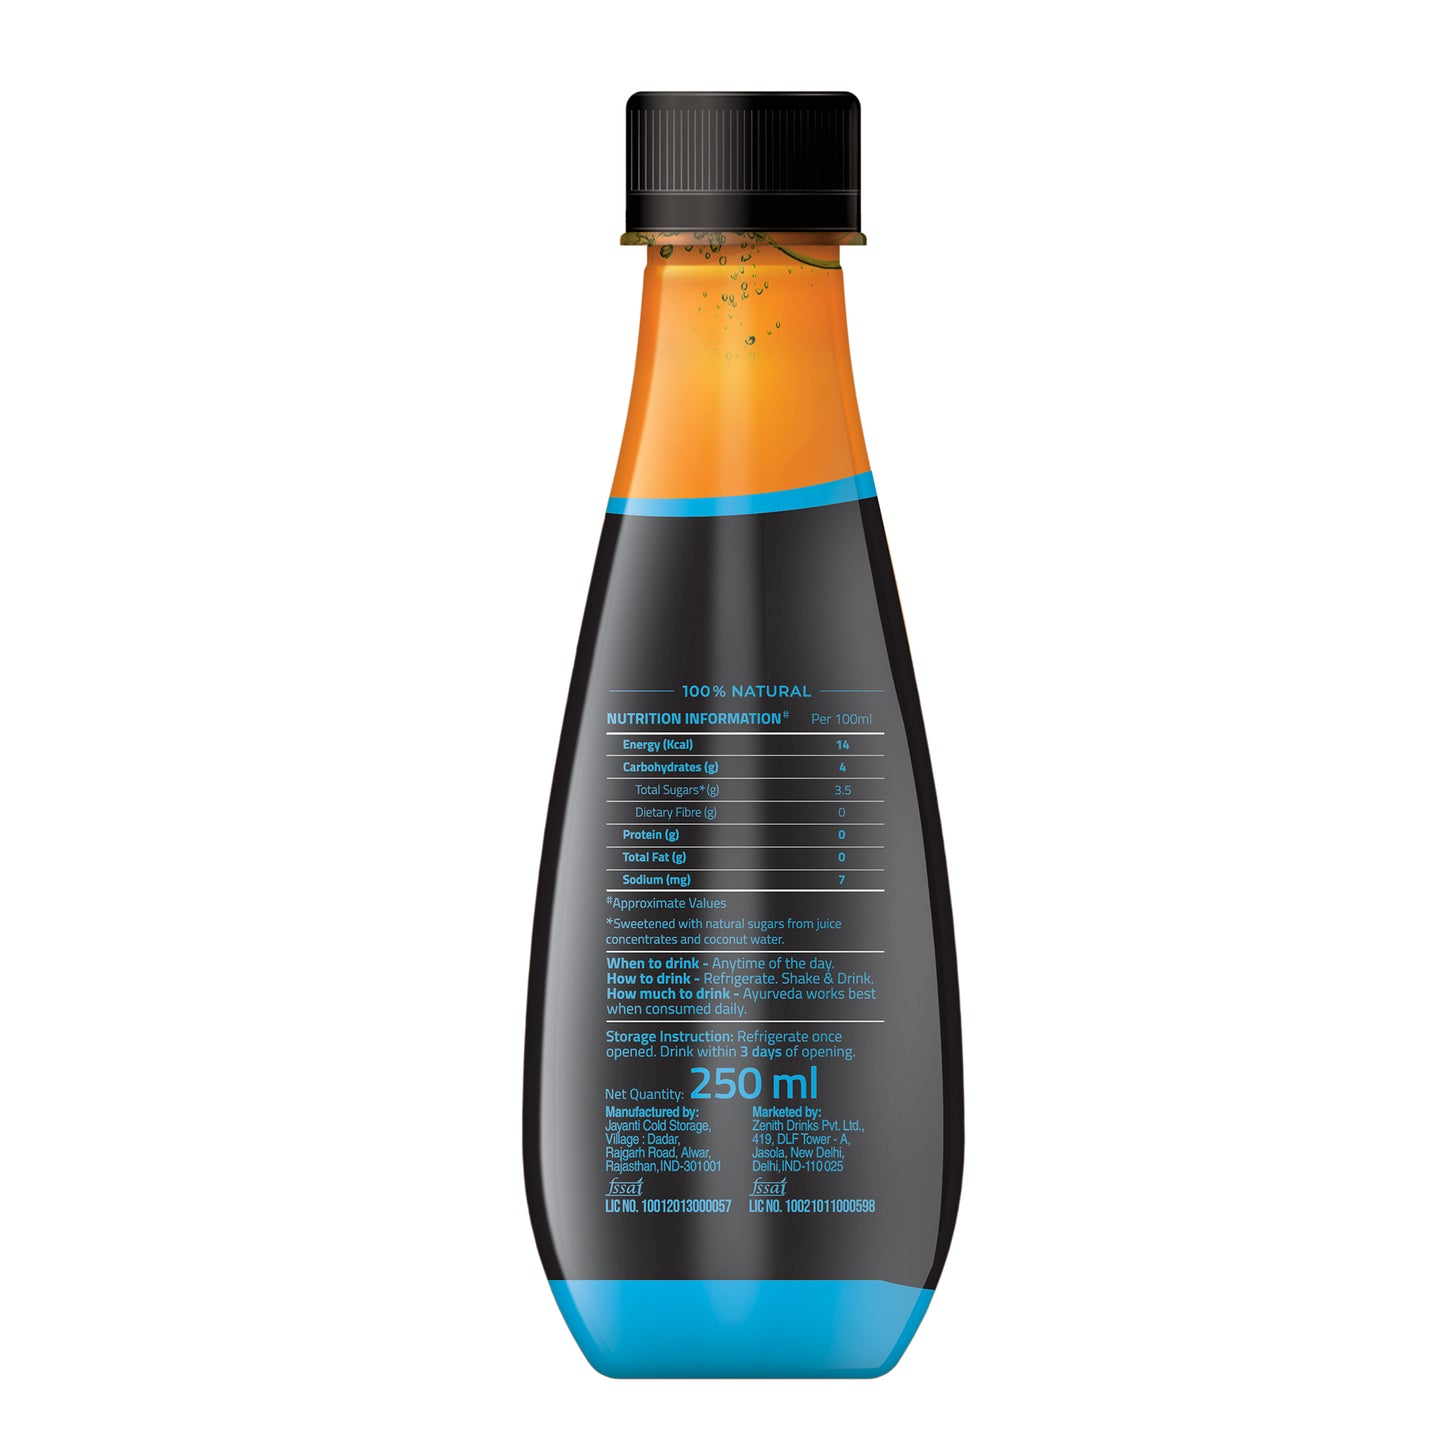 100% NATURAL
NUTRITION INFORMATION# Per 100ml
Energy (Kcal) 14
Carbohydrates (g) 4
Total Sugars* (g) 3.5
Dietary Fibre (g) 0
Protein (g) 0
Total Fat (g) 0
Sodium (mg) 7
#Approximate Values
*Sweetened with natural sugars from juice
concentrates and coconut water.
When to drink - Anytime of the day.
How to drink - Refrigerate. Shake & Drink.
How much to drink - Ayurveda works best
when consumed daily.
Storage Instruction: Refrigerate once
opened. Drink within 3 days of opening.
Net Quantity: 250 ml
Manufactured by:
Jayanti Cold Storage,
Village : Dadar,
Rajgarh Road, Alwar,
Rajasthan, IND-301001
fssai
LIC NO. 10012013000057
Marketed by:
Zenith Drinks Pvt. Ltd.,
419, DLF Tower - A,
Jasola, New Delhi,
Delhi, IND-110 025
fssai
LIC NO. 10021011000598